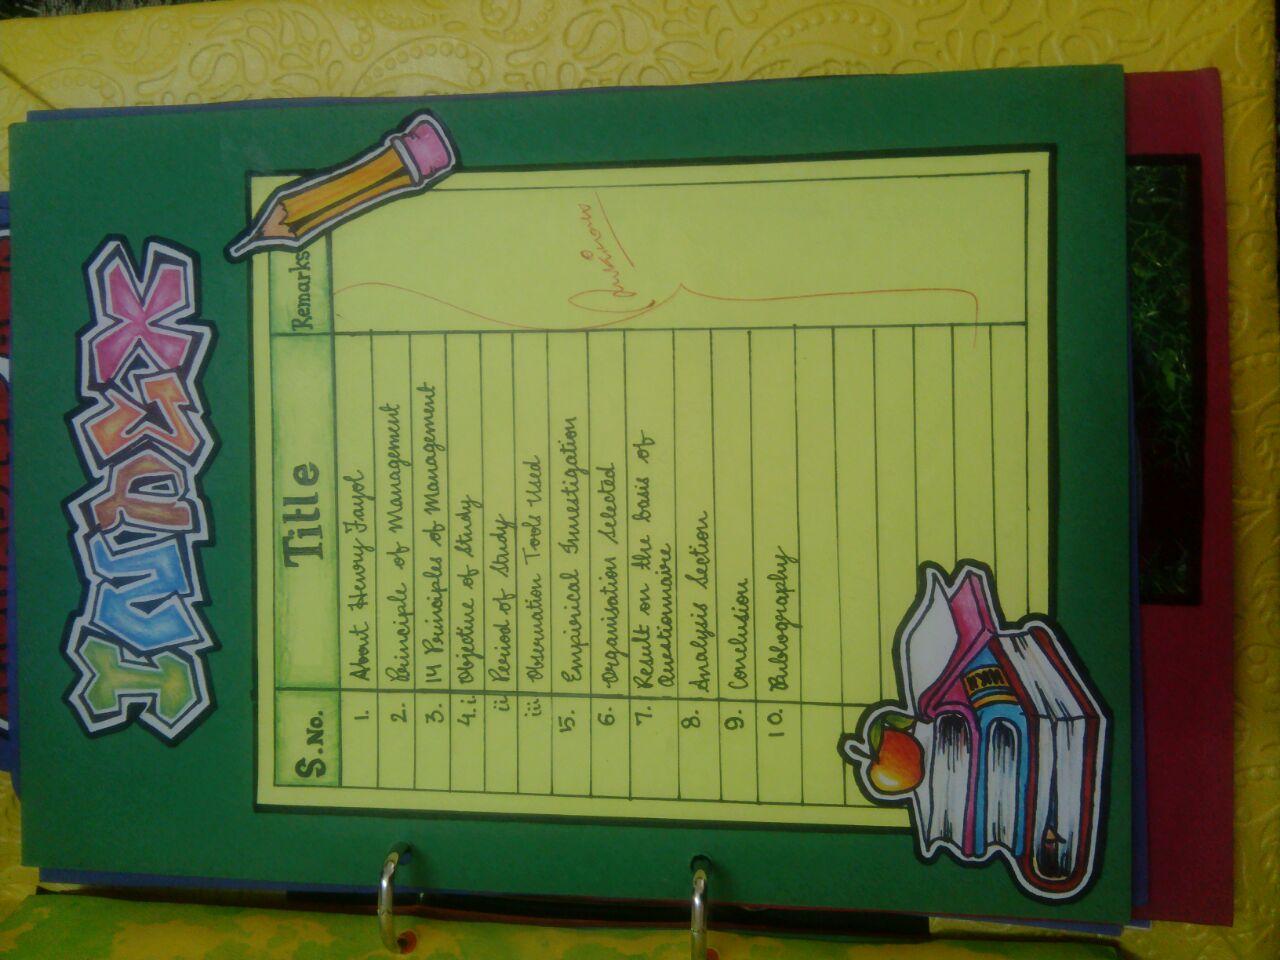 INDEX
S.No. Title Remarks
1. About Henry Fayol
2. Principle of Management
3. 14 Principles of Management
4.i Objective of Study
ii Period of Study
iii Observation Tools Used
5. Empirical Investigation
6. Organisation Selected
7. Result on the basis of
Questionnaire
8. Analysis Section
9. Conclusion
10. Bibliography